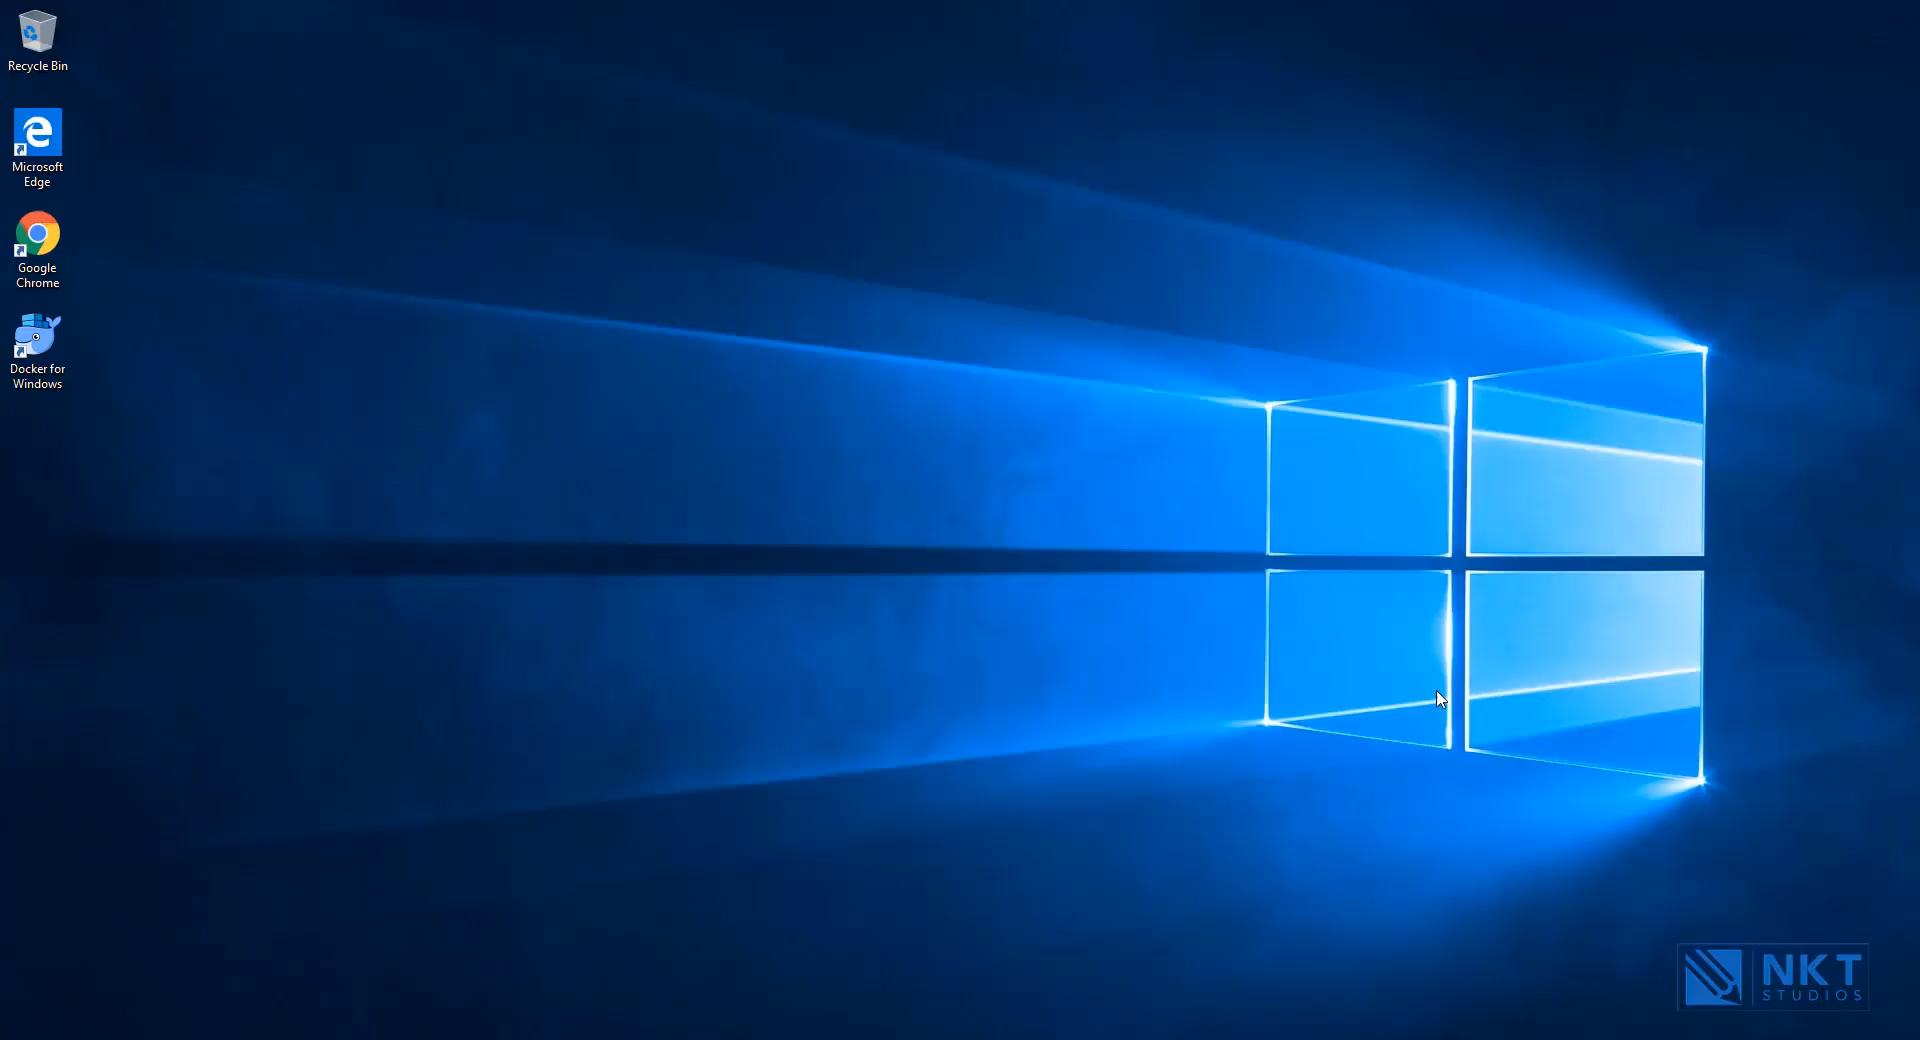 Recycle Bin
Microsoft
Edge
Google
Chrome
Docker for
Windows
NKT
STUDIOS